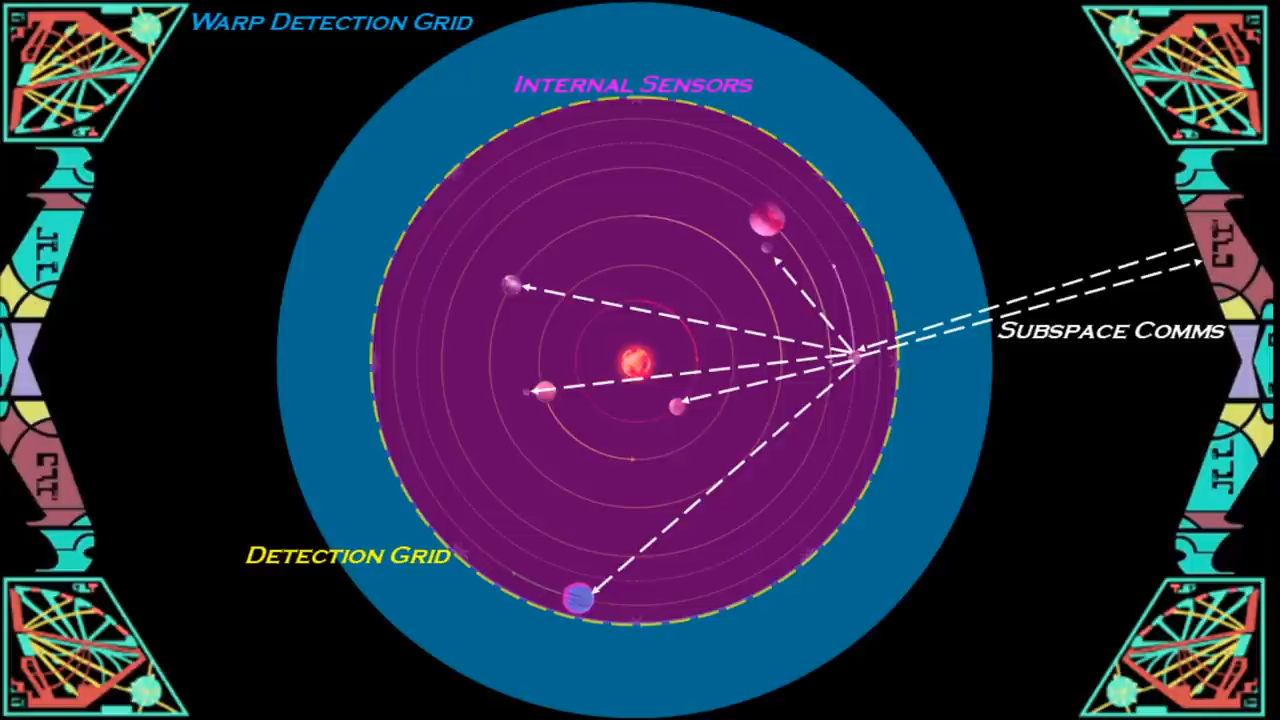 WARP DETECTION GRID
INTERNAL SENSORS
SUBSPACE COMMS
DETECTION GRID